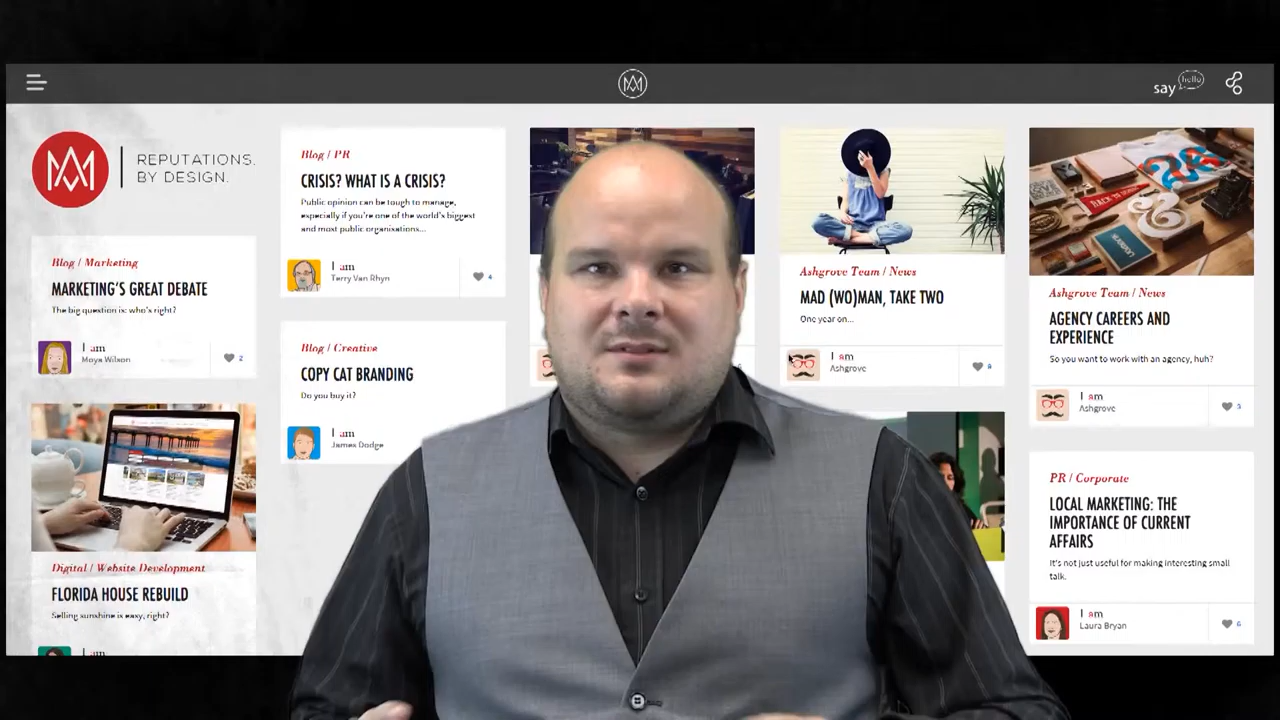 say hello
REPUTATIONS.
BY DESIGN.
Blog / Marketing
MARKETING'S GREAT DEBATE
The big question is: who's right?
I am
Moya Wilson
2
Digital / Website Development
FLORIDA HOUSE REBUILD
Selling sunshine is easy, right?
I am
Blog / PR
CRISIS? WHAT IS A CRISIS?
Public opinion can be tough to manage,
especially if you're one of the world's biggest
and most public organisations...
I am
Terry Van Rhyn
4
Blog / Creative
COPY CAT BRANDING
Do you buy it?
I am
James Dodge
Ashgrove Team / News
MAD (WO)MAN, TAKE TWO
One year on...
I am
Ashgrove
Ashgrove Team / News
AGENCY CAREERS AND
EXPERIENCE
So you want to work with an agency, huh?
I am
Ashgrove
3
PR / Corporate
LOCAL MARKETING: THE
IMPORTANCE OF CURRENT
AFFAIRS
It's not just useful for making interesting small
talk.
I am
Laura Bryan
6